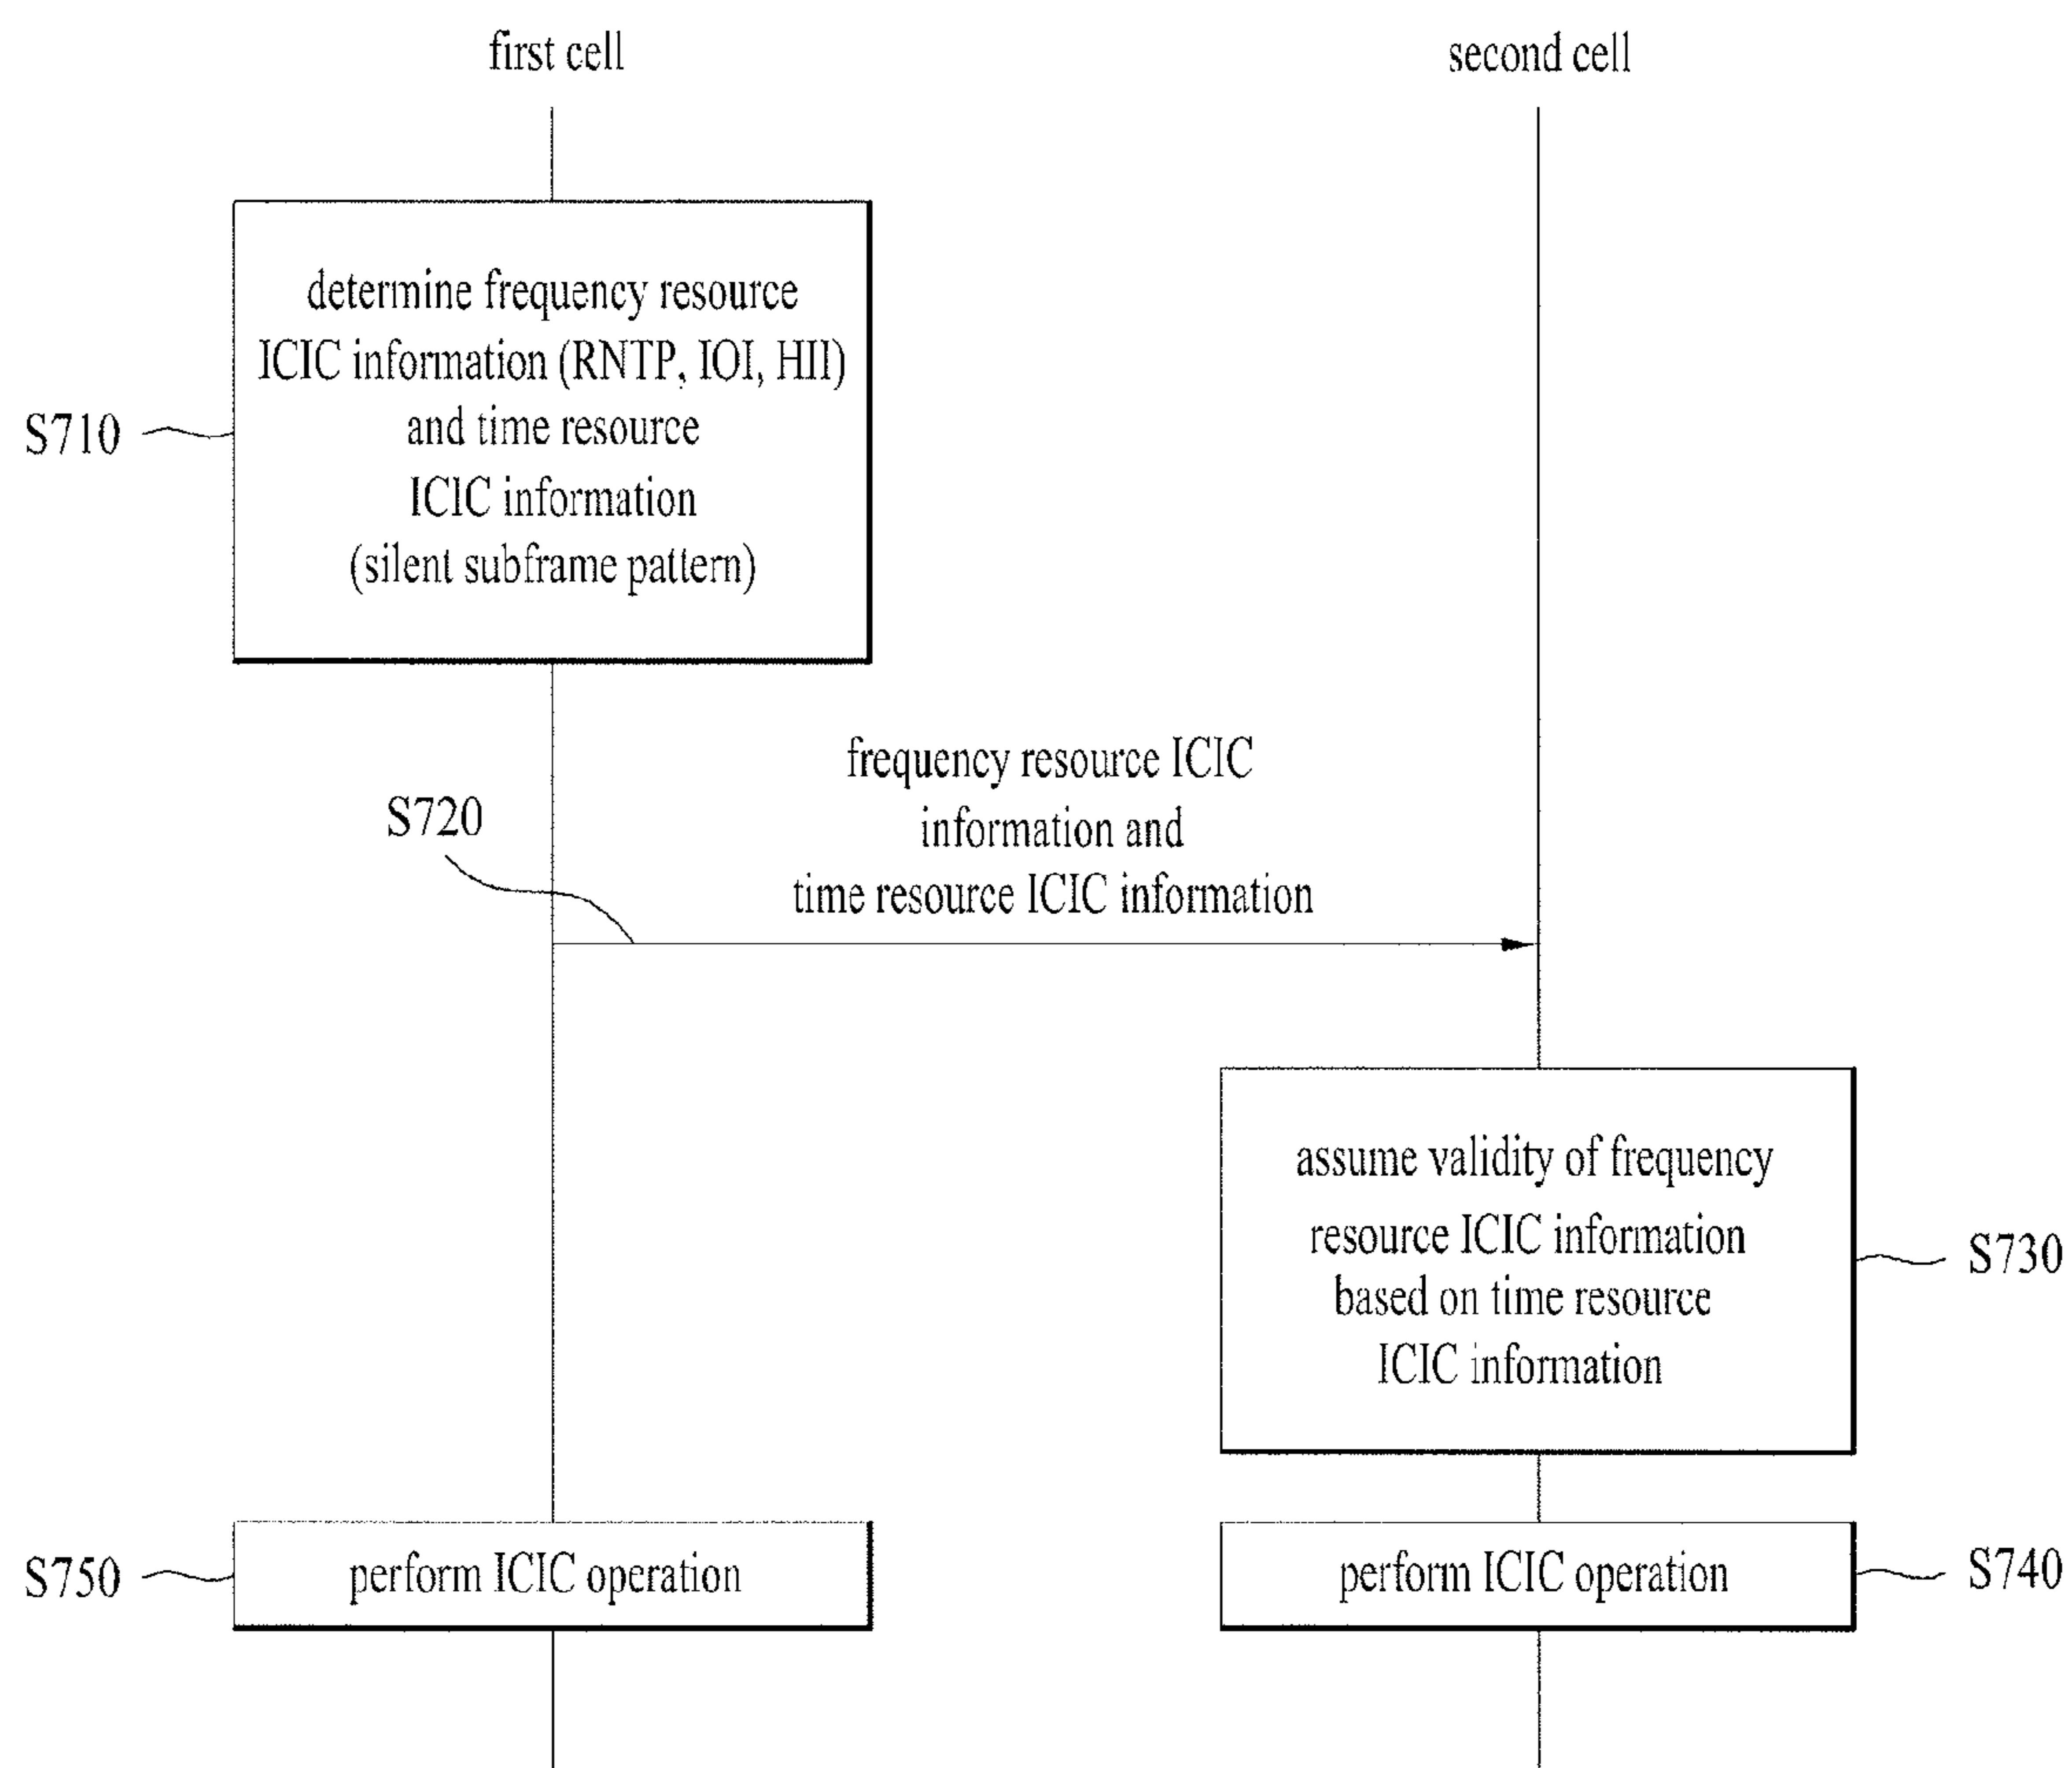 first cell
second cell
determine frequency resource
ICIC information (RNTP, IOI, HII)
and time resource
ICIC information
(silent subframe pattern)
S710
frequency resource ICIC
information and
time resource ICIC information
S720
assume validity of frequency
resource ICIC information
based on time resource
ICIC information
S730
S750
perform ICIC operation
perform ICIC operation
S740